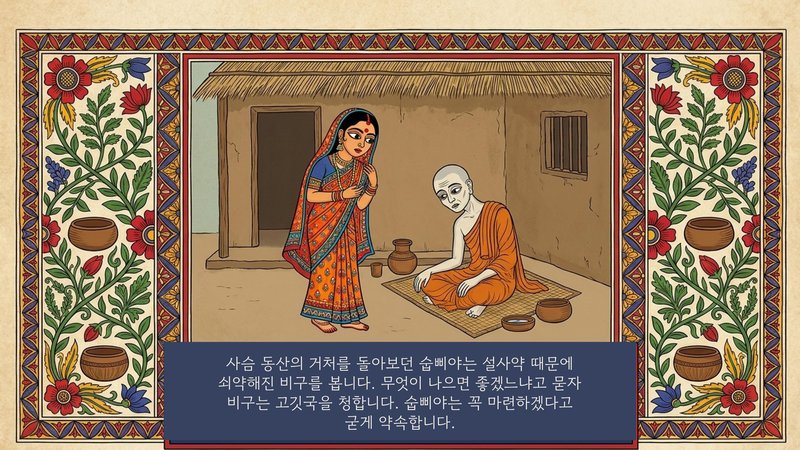 사슴 동산의 거처를 돌아보던 숩삐야는 설사약 때문에
쇠약해진 비구를 봅니다. 무엇이 나으면 좋겠느냐고 묻자
비구는 고깃국을 청합니다. 숩삐야는 꼭 마련하겠다고
굳게 약속합니다.